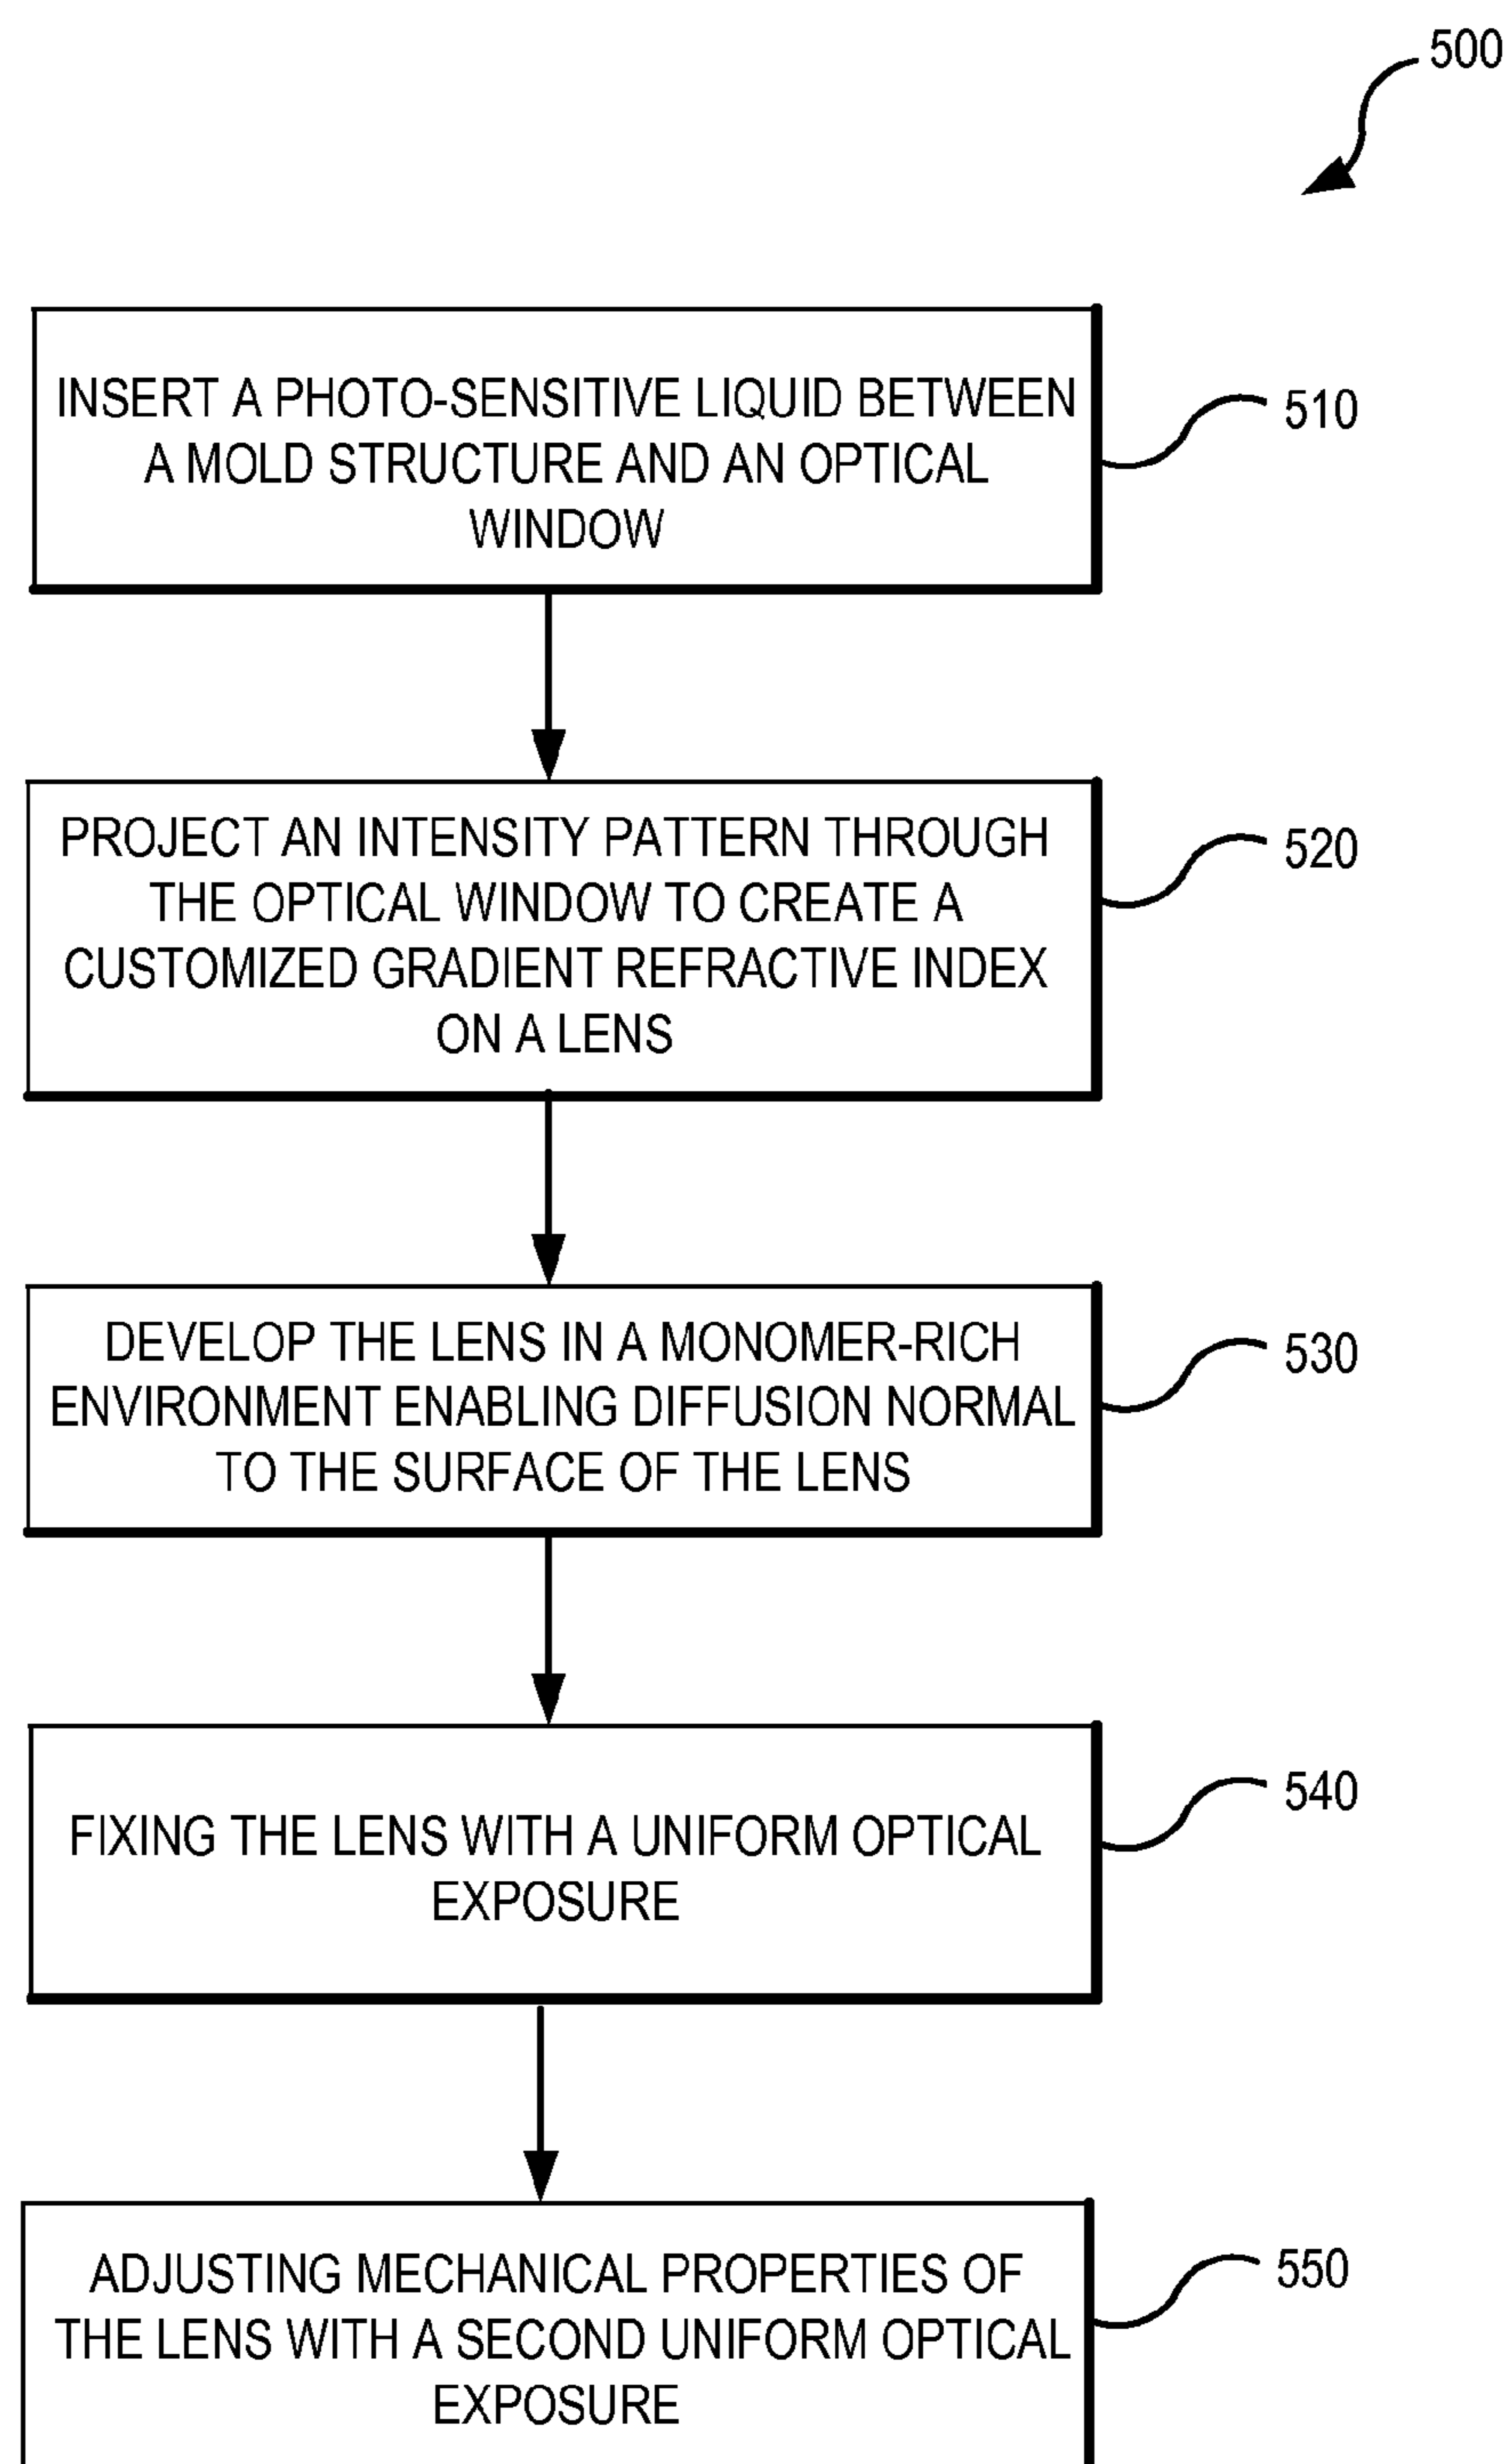 500
INSERT A PHOTO-SENSITIVE LIQUID BETWEEN
A MOLD STRUCTURE AND AN OPTICAL
WINDOW
510
PROJECT AN INTENSITY PATTERN THROUGH
THE OPTICAL WINDOW TO CREATE A
CUSTOMIZED GRADIENT REFRACTIVE INDEX
ON A LENS
520
DEVELOP THE LENS IN A MONOMER-RICH
ENVIRONMENT ENABLING DIFFUSION NORMAL
TO THE SURFACE OF THE LENS
530
FIXING THE LENS WITH A UNIFORM OPTICAL
EXPOSURE
540
ADJUSTING MECHANICAL PROPERTIES OF
THE LENS WITH A SECOND UNIFORM OPTICAL
EXPOSURE
550